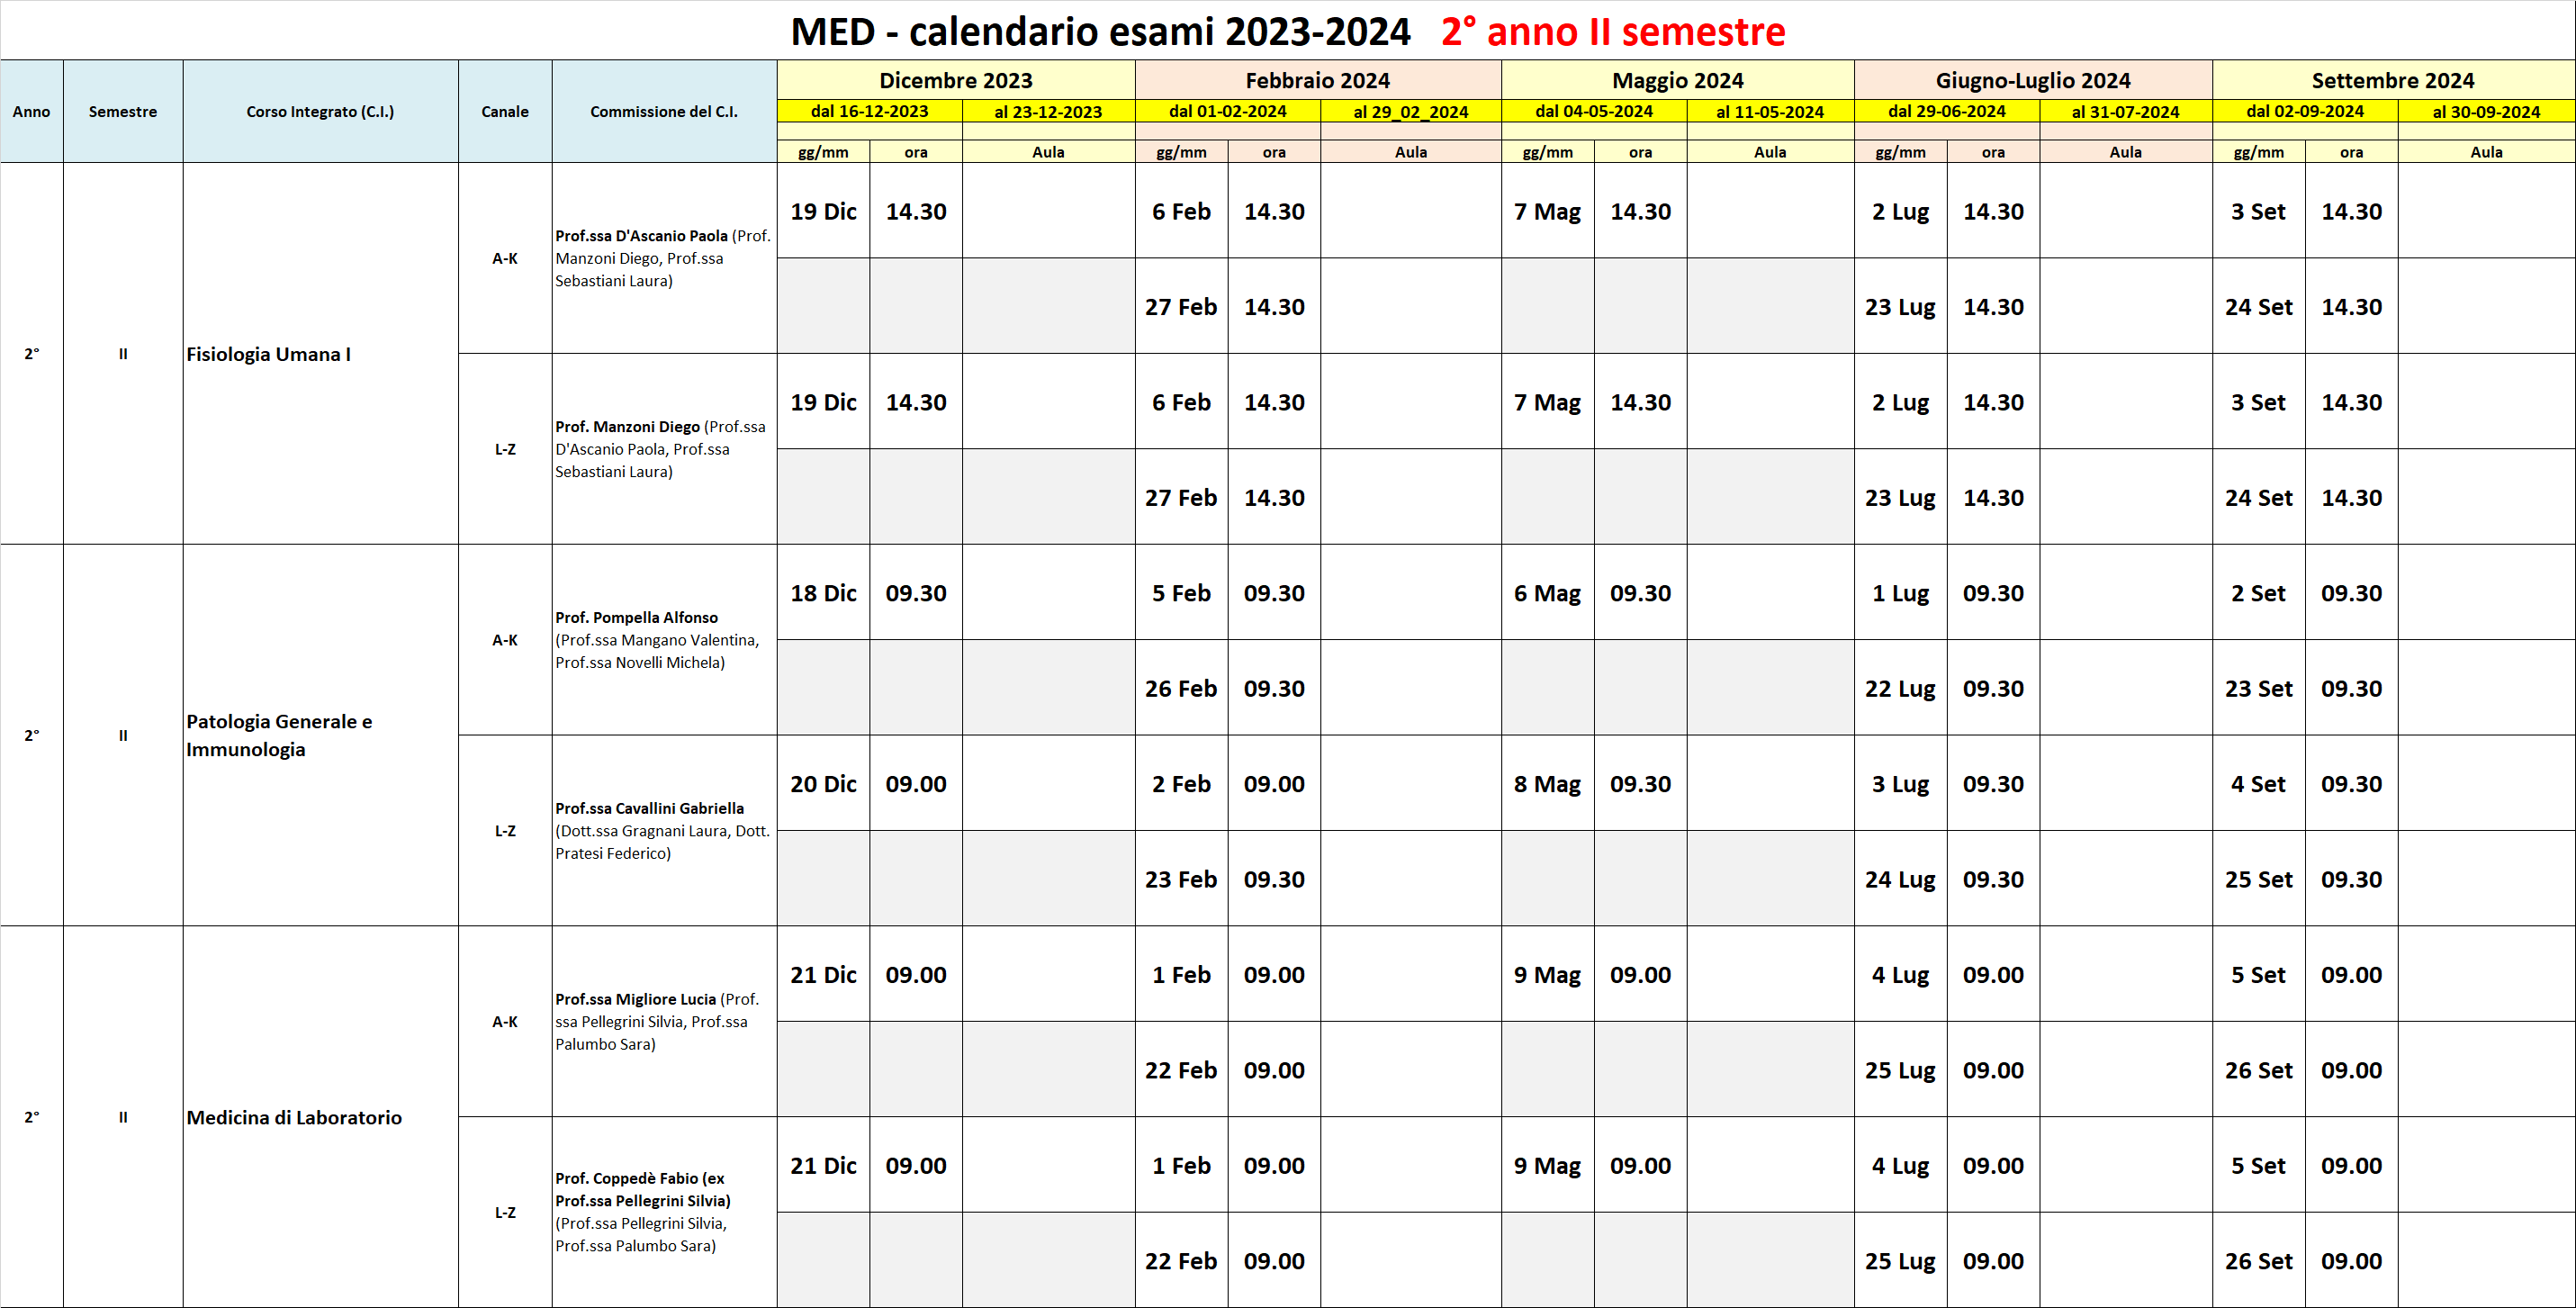 MED - calendario esami 2023-2024 2° anno II semestre
Anno Semestre Corso Integrato (C.I.) Canale Commissione del C.I. Dicembre 2023 Febbraio 2024 Maggio 2024 Giugno-Luglio 2024 Settembre 2024
dal 16-12-2023 al 23-12-2023 dal 01-02-2024 al 29_02_2024 dal 04-05-2024 al 11-05-2024 dal 29-06-2024 al 31-07-2024 dal 02-09-2024 al 30-09-2024
gg/mm ora Aula gg/mm ora Aula gg/mm ora Aula gg/mm ora Aula gg/mm ora Aula
2° II Fisiologia Umana I
A-K
Prof.ssa D'Ascanio Paola (Prof.
Manzoni Diego, Prof.ssa
Sebastiani Laura)
19 Dic 14.30 6 Feb 14.30 7 Mag 14.30 2 Lug 14.30 3 Set 14.30
27 Feb 14.30 23 Lug 14.30 24 Set 14.30
L-Z
Prof. Manzoni Diego (Prof.ssa
D'Ascanio Paola, Prof.ssa
Sebastiani Laura)
19 Dic 14.30 6 Feb 14.30 7 Mag 14.30 2 Lug 14.30 3 Set 14.30
27 Feb 14.30 23 Lug 14.30 24 Set 14.30
2° II Patologia Generale e
Immunologia
A-K
Prof. Pompella Alfonso
(Prof.ssa Mangano Valentina,
Prof.ssa Novelli Michela)
18 Dic 09.30 5 Feb 09.30 6 Mag 09.30 1 Lug 09.30 2 Set 09.30
26 Feb 09.30 22 Lug 09.30 23 Set 09.30
L-Z
Prof.ssa Cavallini Gabriella
(Dott.ssa Gragnani Laura, Dott.
Pratesi Federico)
20 Dic 09.00 2 Feb 09.00 8 Mag 09.30 3 Lug 09.30 4 Set 09.30
23 Feb 09.30 24 Lug 09.30 25 Set 09.30
2° II Medicina di Laboratorio
A-K
Prof.ssa Migliore Lucia (Prof.
ssa Pellegrini Silvia, Prof.ssa
Palumbo Sara)
21 Dic 09.00 1 Feb 09.00 9 Mag 09.00 4 Lug 09.00 5 Set 09.00
22 Feb 09.00 25 Lug 09.00 26 Set 09.00
L-Z
Prof. Coppedè Fabio (ex
Prof.ssa Pellegrini Silvia)
(Prof.ssa Pellegrini Silvia,
Prof.ssa Palumbo Sara)
21 Dic 09.00 1 Feb 09.00 9 Mag 09.00 4 Lug 09.00 5 Set 09.00
22 Feb 09.00 25 Lug 09.00 26 Set 09.00